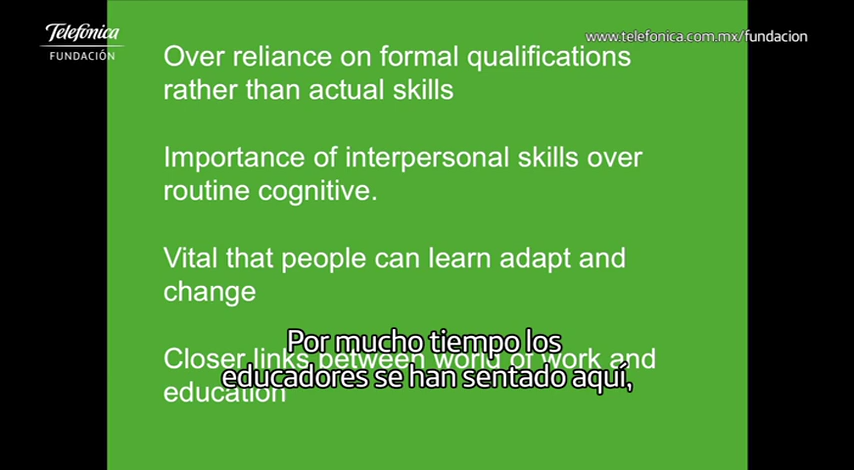 Telefónica
FUNDACIÓN
www.telefonica.com.mx/fundacion
Over reliance on formal qualifications
rather than actual skills
Importance of interpersonal skills over
routine cognitive.
Vital that people can learn adapt and
change
Closer links between world of work and
education
Por mucho tiempo los
educadores se han sentado aquí,